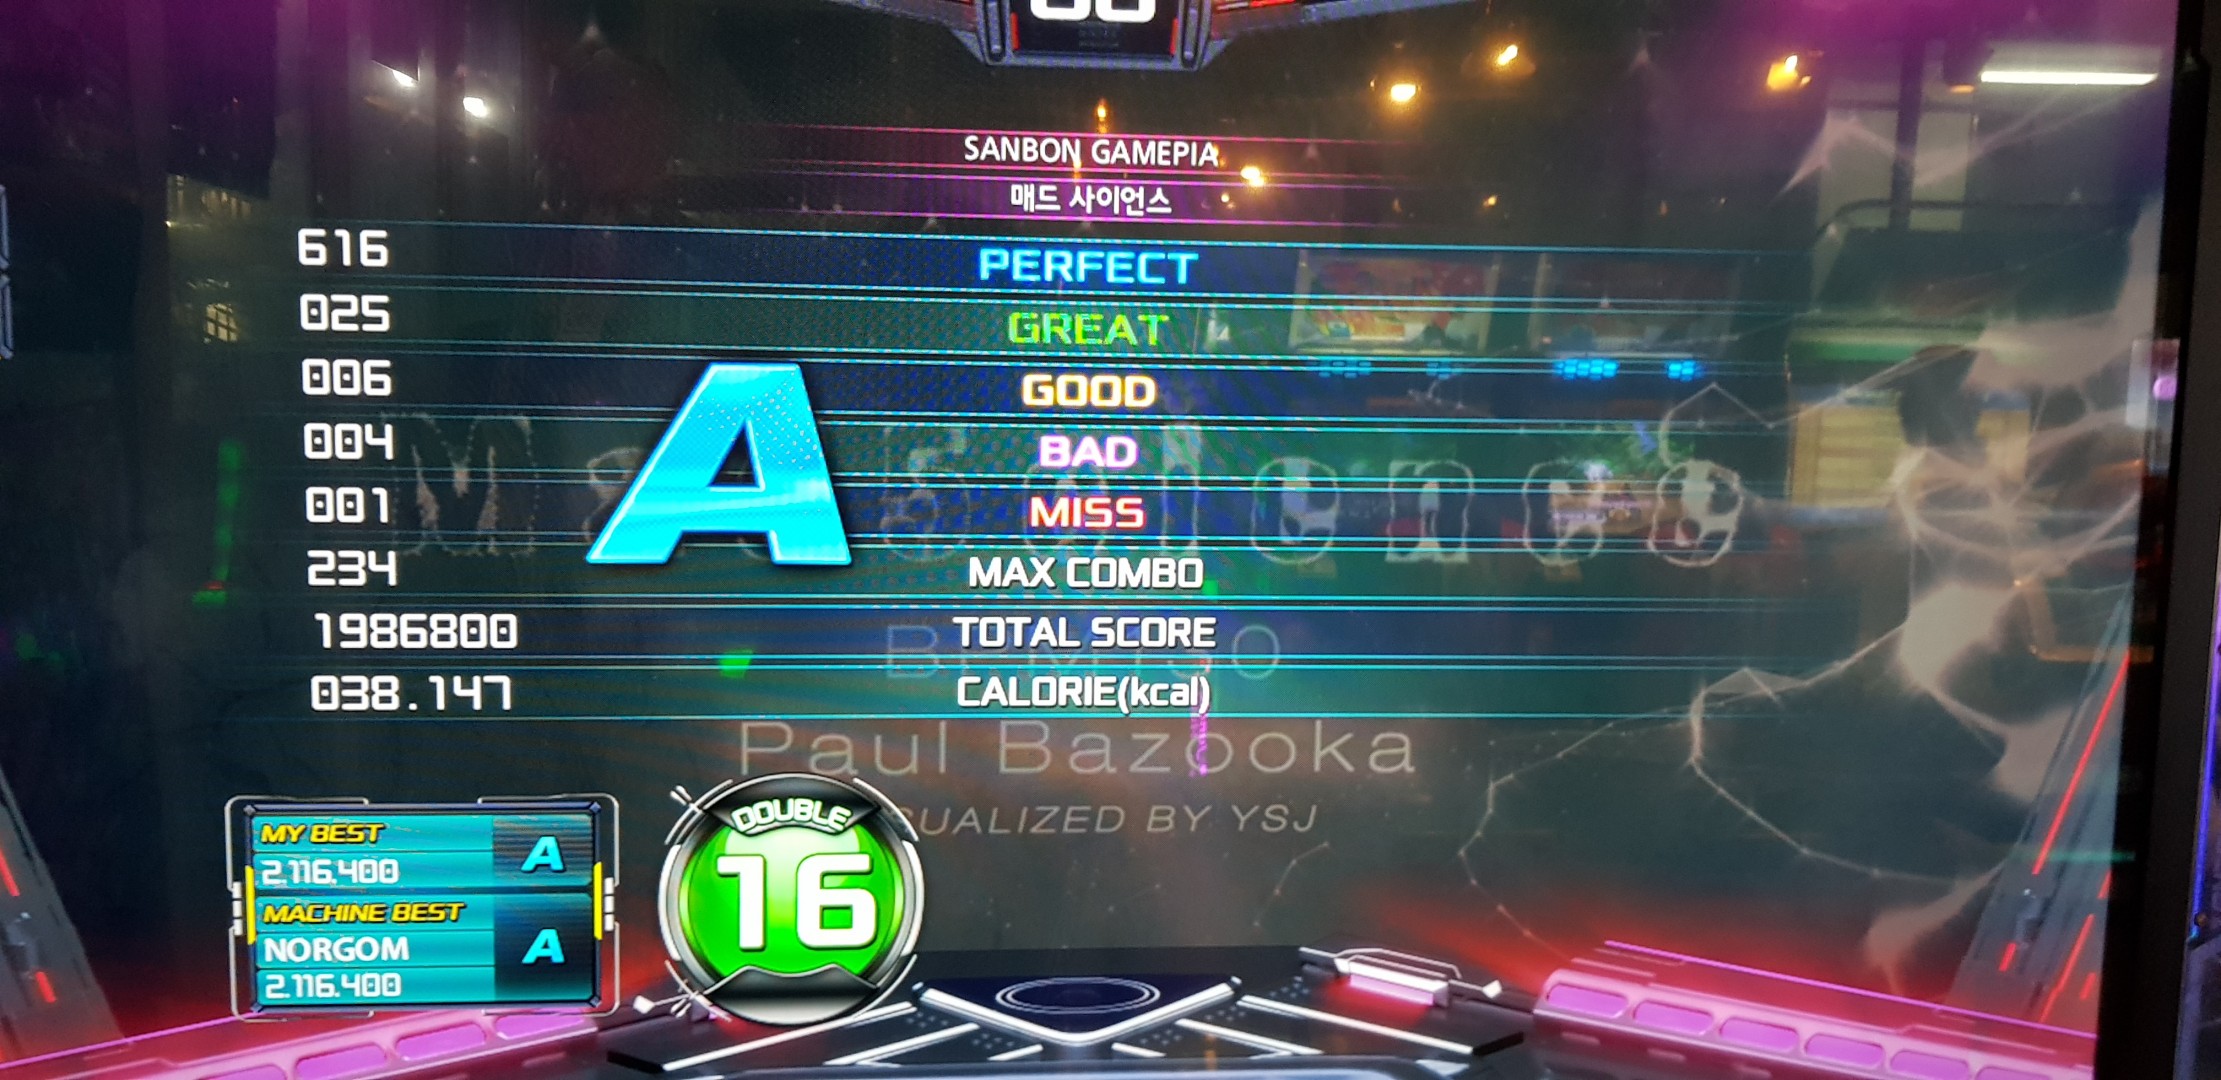 SANBON GAMEPIA
매드 사이언스
616 PERFECT
025 GREAT
006 GOOD
004 BAD
001 MISS
234 MAX COMBO
1986800 TOTAL SCORE
038.147 CALORIE(kcal)
A
Paul Bazooka
UALIZED BY YSJ
MY BEST
2.116.400 A
MACHINE BEST
NORGOM A
2.116.400
DOUBLE
16